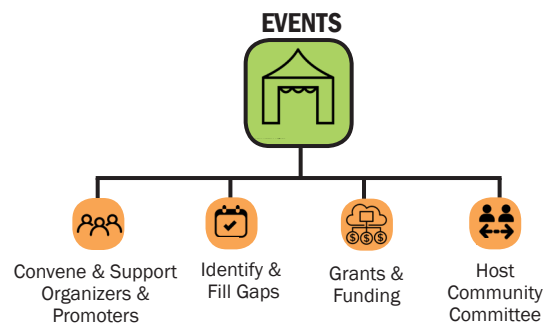 EVENTS
Convene & Support
Organizers &
Promoters
Identify &
Fill Gaps
Grants &
Funding
Host
Community
Committee